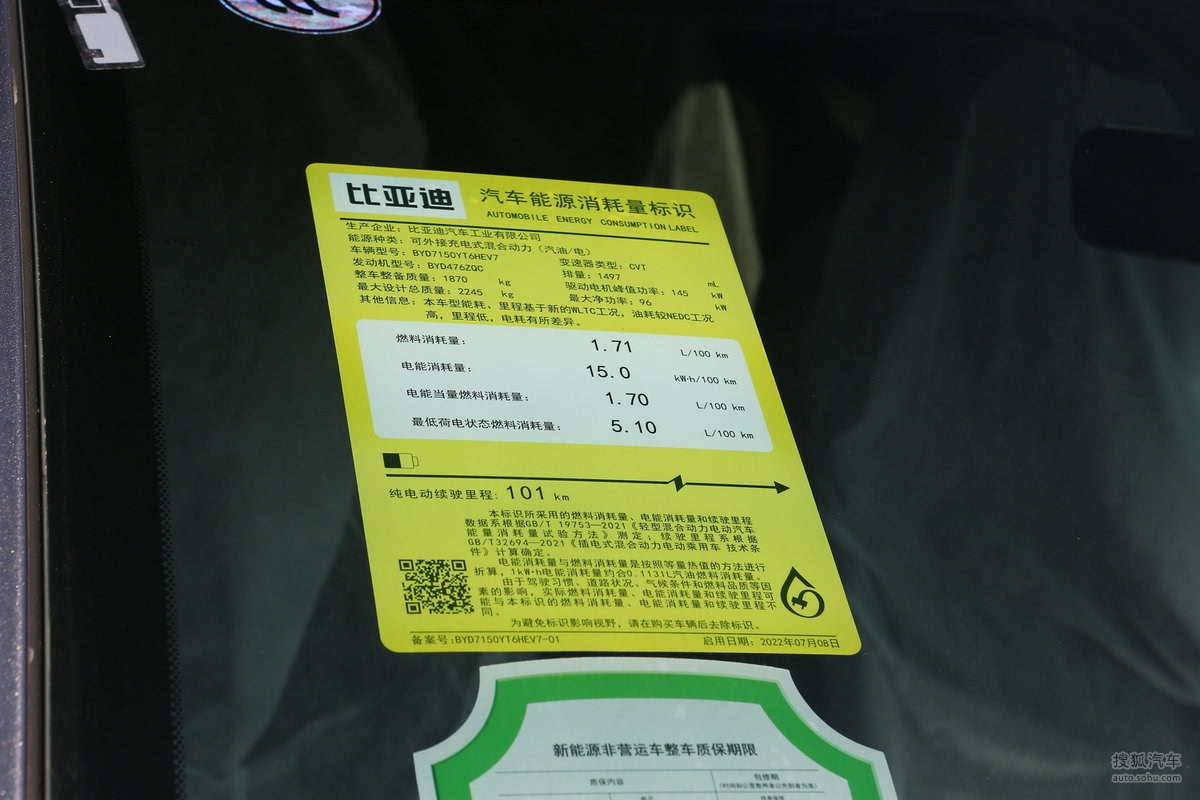 比亚迪 汽车能源消耗量标识
AUTOMOBILE ENERGY CONSUMPTION LABEL
生产企业：比亚迪汽车工业有限公司
能源种类：可外接充电式混合动力（汽油/电）
车辆型号：BYD7150YT6HEV7 变速器类型：CVT
发动机型号：BYD476ZQC 排量：1497 mL
整车整备质量：1870 kg 驱动电机峰值功率：145 kW
最大设计总质量：2245 kg 最大净功率：96 kW
其他信息：本车型能耗、里程基于新的WLTC工况，油耗较NEDC工况
高，里程低，电耗有所差异。
燃料消耗量： 1.71 L/100 km
电能消耗量： 15.0 kW·h/100 km
电能当量燃料消耗量： 1.70 L/100 km
最低荷电状态燃料消耗量： 5.10 L/100 km
纯电动续驶里程：101 km
本标识所采用的燃料消耗量、电能消耗量和续驶里程
数据系根据GB/T 19753—2021《轻型混合动力电动汽车
能量消耗量试验方法》测定；续驶里程系根据
GB/T32694—2021《插电式混合动力电动乘用车 技术条
件》计算确定。
电能消耗量与燃料消耗量是按照等量热值的方法进行
折算，1kW·h电能消耗量约合0.1131L汽油燃料消耗量。
由于驾驶习惯、道路状况、气候条件和燃料品质等因
素的影响，实际燃料消耗量、电能消耗量和续驶里程可
能与本标识的燃料消耗量、电能消耗量和续驶里程不
同。
为避免标识影响视野，请在购买车辆后去除标识。
备案号：BYD7150YT6HEV7-01 启用日期：2022年07月08日
新能源非营运车整车质保期限
质保内容 包修期
(时间和公里数两者以先到者为准)
搜狐汽车
auto.sohu.com